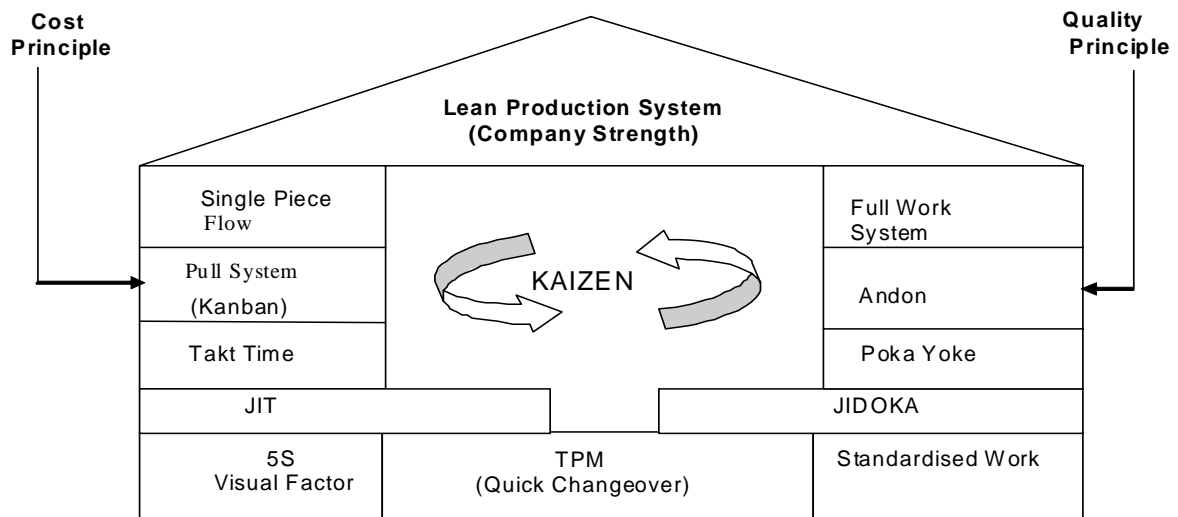 Cost
Principle
Quality
Principle
Lean Production System
(Company Strength)
Single Piece
Flow
Pull System
(Kanban)
Takt Time
KAIZEN
Full Work
System
Andon
Poka Yoke
JIT
JIDOKA
5S
Visual Factor
TPM
(Quick Changeover)
Standardised Work